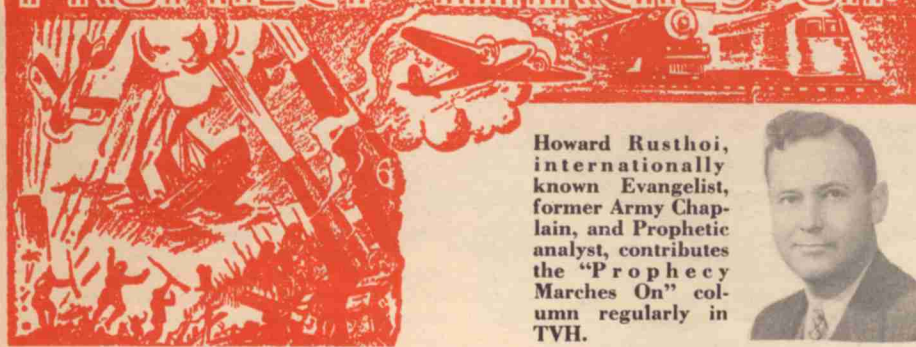 Howard Rusthoi,
internationally
known Evangelist,
former Army Chap-
lain, and Prophetic
analyst, contributes
the "Prophecy
Marches On" col-
umn regularly in
TVH.